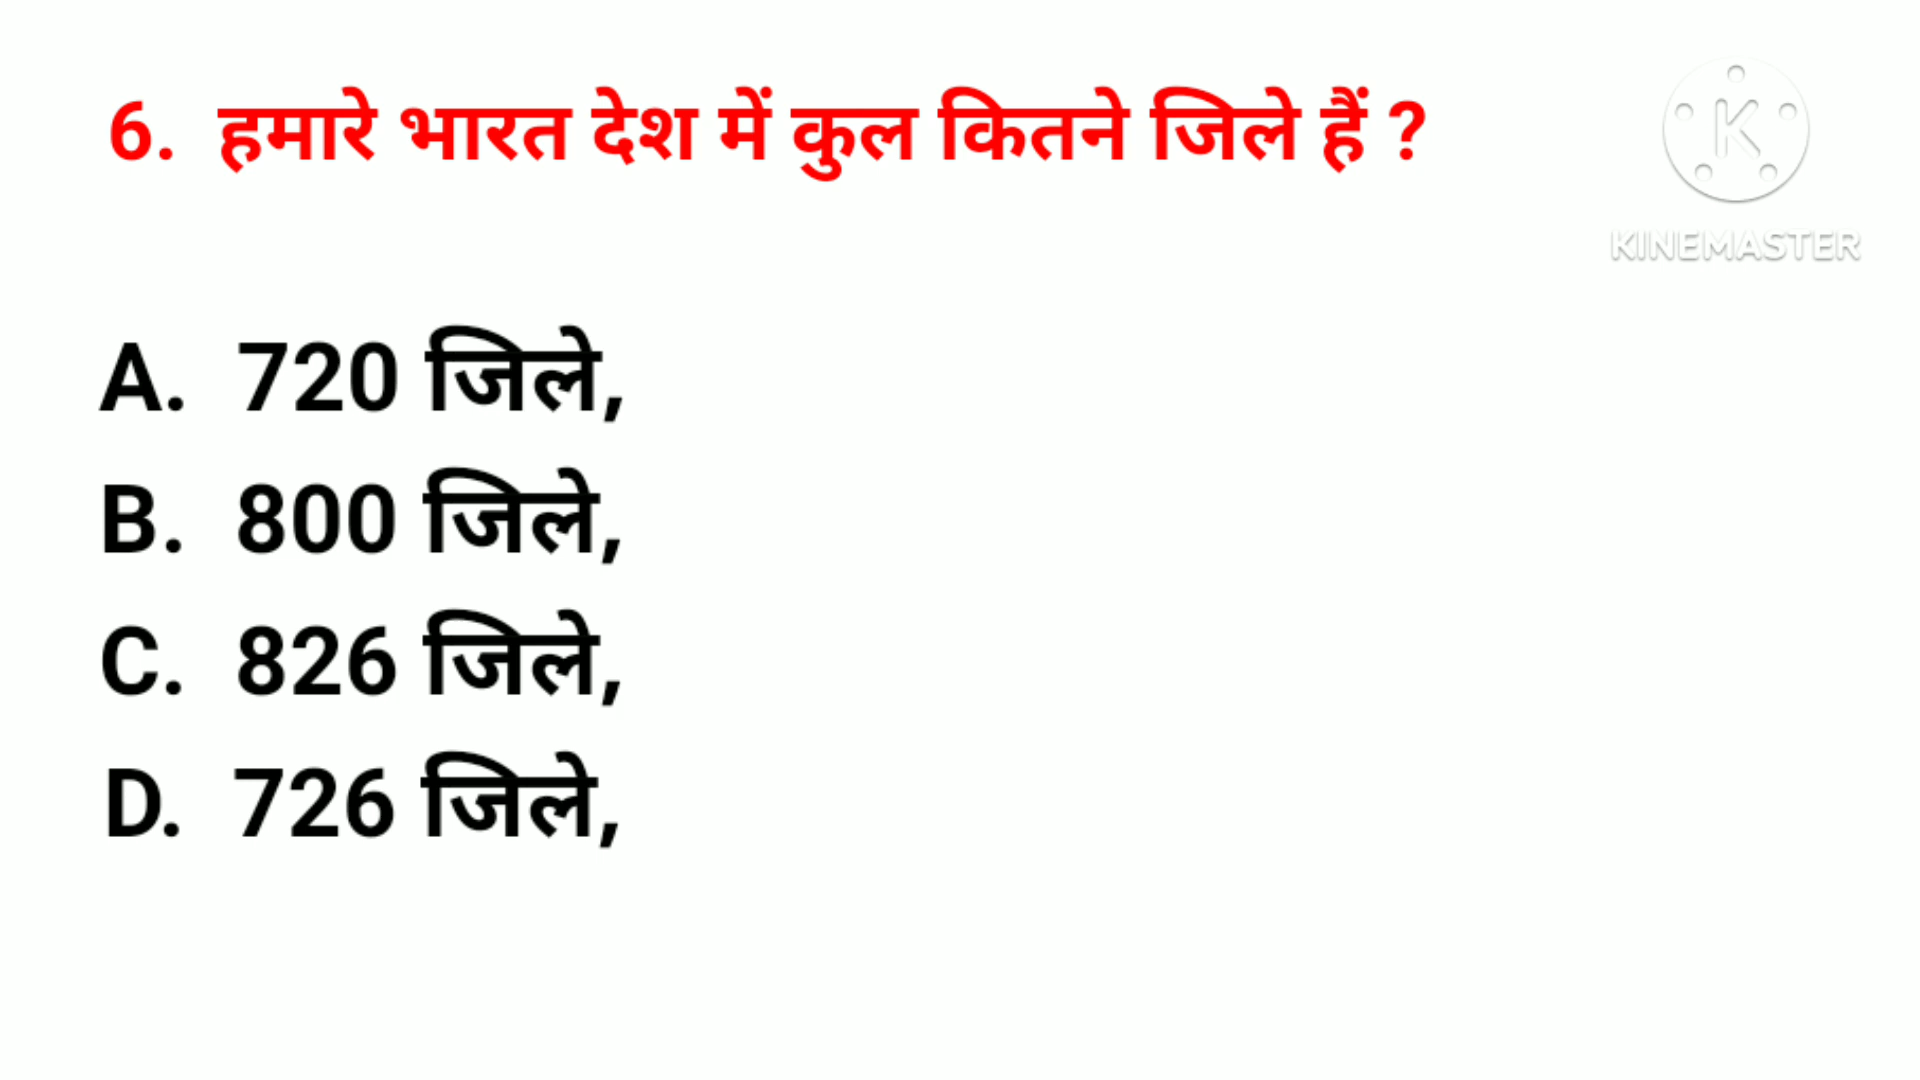 6. हमारे भारत देश में कुल कितने जिले हैं ?
K
KINEMASTER
A. 720 जिले,
B. 800 जिले,
C. 826 जिले,
D. 726 जिले,